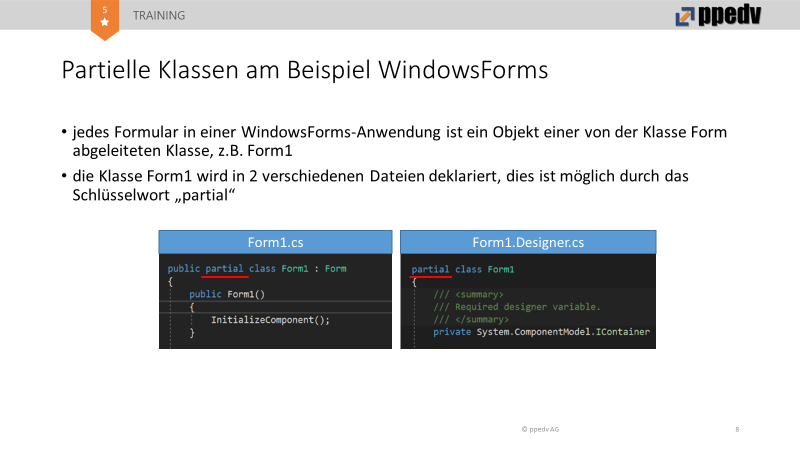 5
TRAINING
ppedv
Partielle Klassen am Beispiel WindowsForms
• jedes Formular in einer WindowsForms-Anwendung ist ein Objekt einer von der Klasse Form
abgeleiteten Klasse, z.B. Form1
• die Klasse Form1 wird in 2 verschiedenen Dateien deklariert, dies ist möglich durch das
Schlüsselwort „partial“
Form1.cs
public partial class Form1 : Form
{
public Form1()
{
InitializeComponent();
}
Form1.Designer.cs
partial class Form1
{
/// <summary>
/// Required designer variable.
/// </summary>
private System.ComponentModel.IContainer
© ppedv AG
8